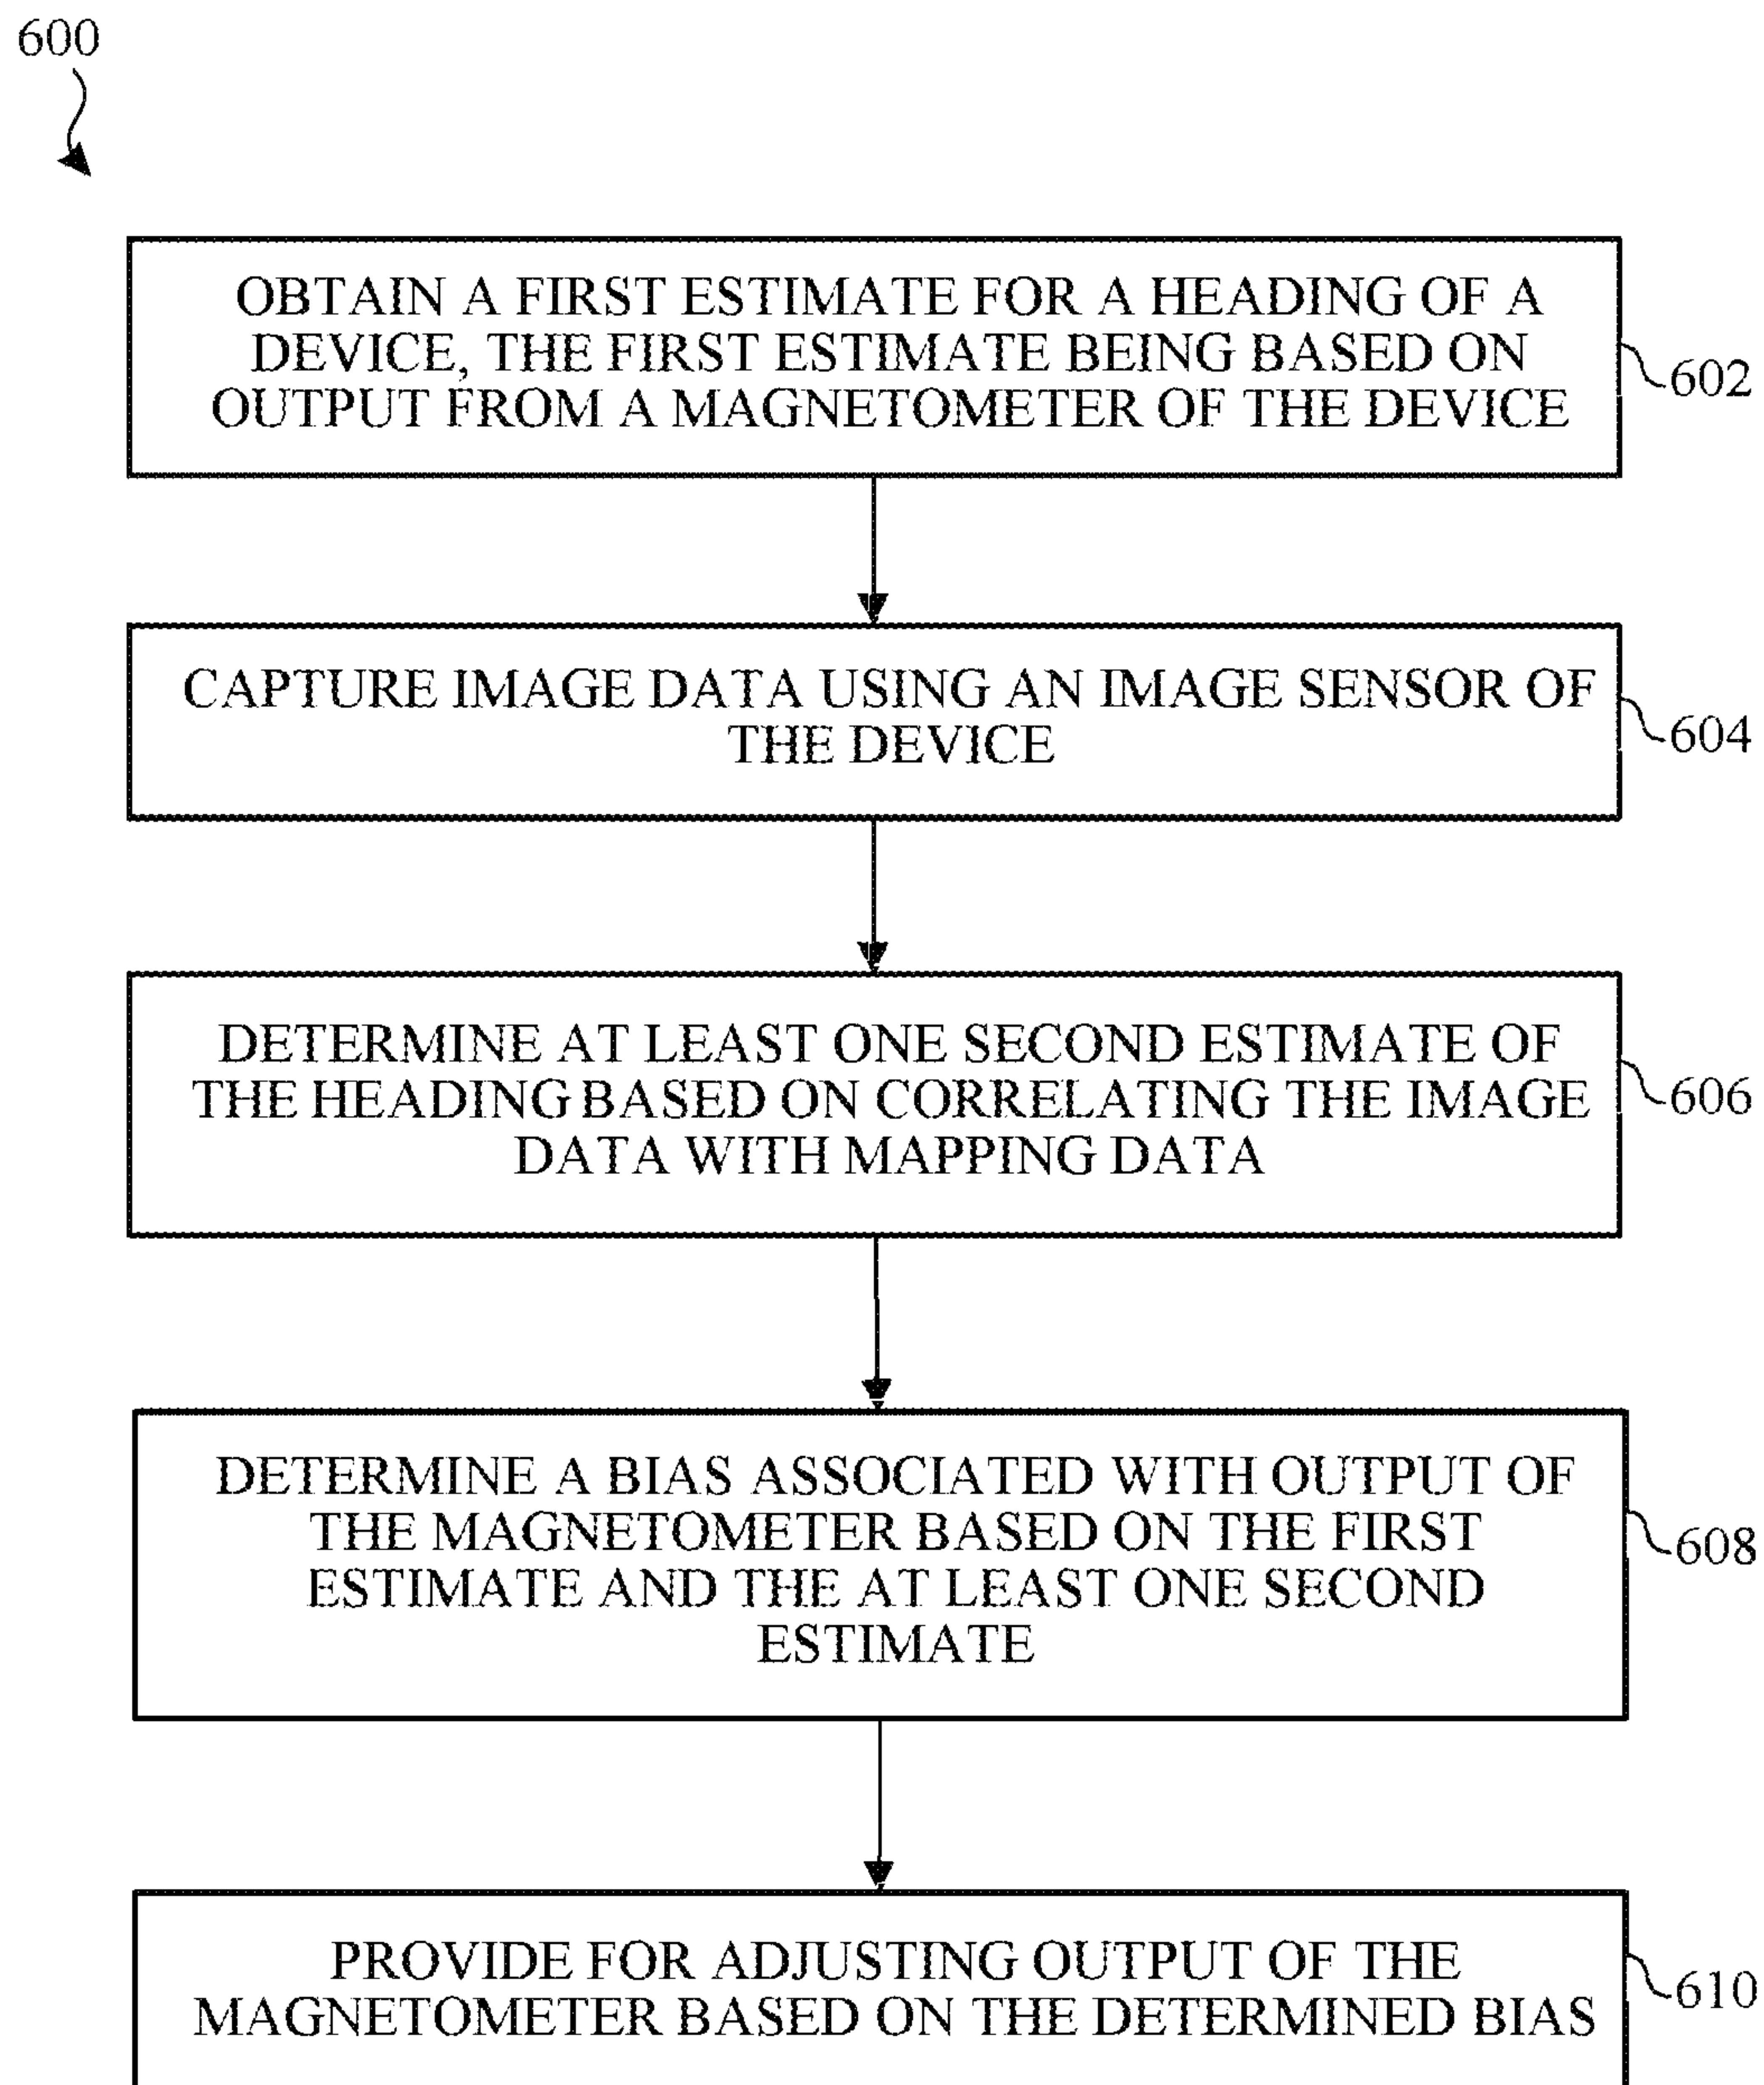 600
OBTAIN A FIRST ESTIMATE FOR A HEADING OF A
DEVICE, THE FIRST ESTIMATE BEING BASED ON
OUTPUT FROM A MAGNETOMETER OF THE DEVICE
602
CAPTURE IMAGE DATA USING AN IMAGE SENSOR OF
THE DEVICE
604
DETERMINE AT LEAST ONE SECOND ESTIMATE OF
THE HEADING BASED ON CORRELATING THE IMAGE
DATA WITH MAPPING DATA
606
DETERMINE A BIAS ASSOCIATED WITH OUTPUT OF
THE MAGNETOMETER BASED ON THE FIRST
ESTIMATE AND THE AT LEAST ONE SECOND
ESTIMATE
608
PROVIDE FOR ADJUSTING OUTPUT OF THE
MAGNETOMETER BASED ON THE DETERMINED BIAS
610